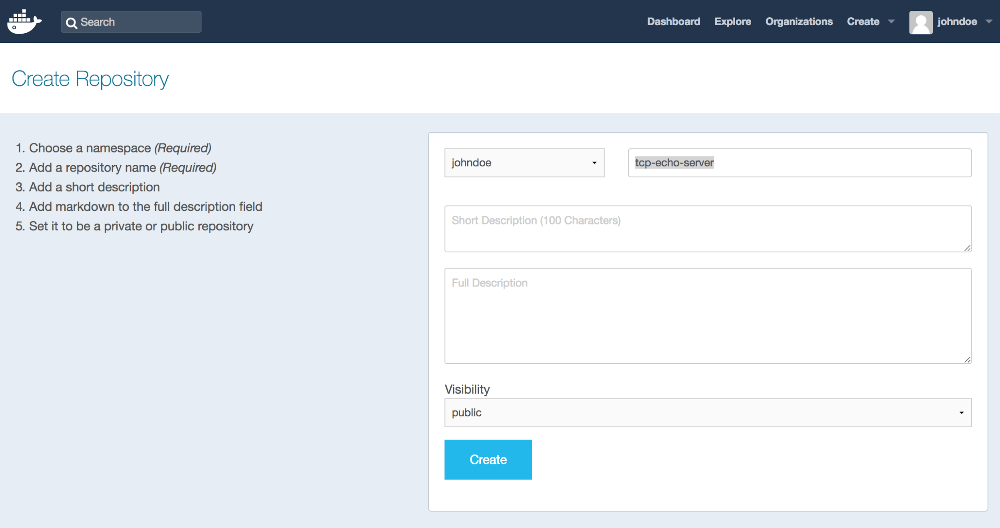 Search
Dashboard Explore Organizations Create johndoe
Create Repository
1. Choose a namespace (Required)
2. Add a repository name (Required)
3. Add a short description
4. Add markdown to the full description field
5. Set it to be a private or public repository
johndoe
tcp-echo-server
Short Description (100 Characters)
Full Description
Visibility
public
Create